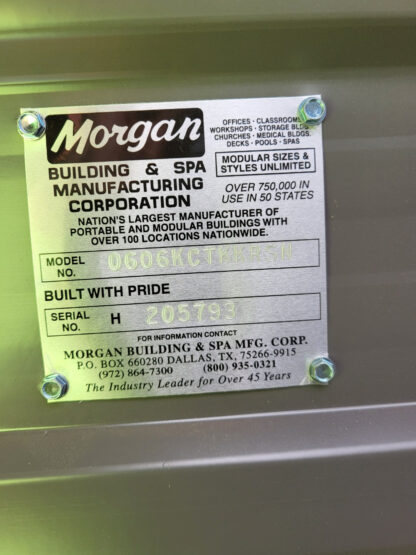 Morgan
BUILDING & SPA
MANUFACTURING
CORPORATION
OFFICES · CLASSROOMS
WORKSHOPS · STORAGE BLDG
CHURCHES · MEDICAL BLDGS.
DECKS · POOLS · SPAS
MODULAR SIZES &
STYLES UNLIMITED
OVER 750,000 IN
USE IN 50 STATES
NATION'S LARGEST MANUFACTURER OF
PORTABLE AND MODULAR BUILDINGS WITH
OVER 100 LOCATIONS NATIONWIDE.
MODEL
NO.
BUILT WITH PRIDE
SERIAL
NO.
H 205793
FOR INFORMATION CONTACT
MORGAN BUILDING & SPA MFG. CORP.
P.O. BOX 660280 DALLAS, TX, 75266-9915
(972) 864-7300 (800) 935-0321
The Industry Leader for Over 45 Years